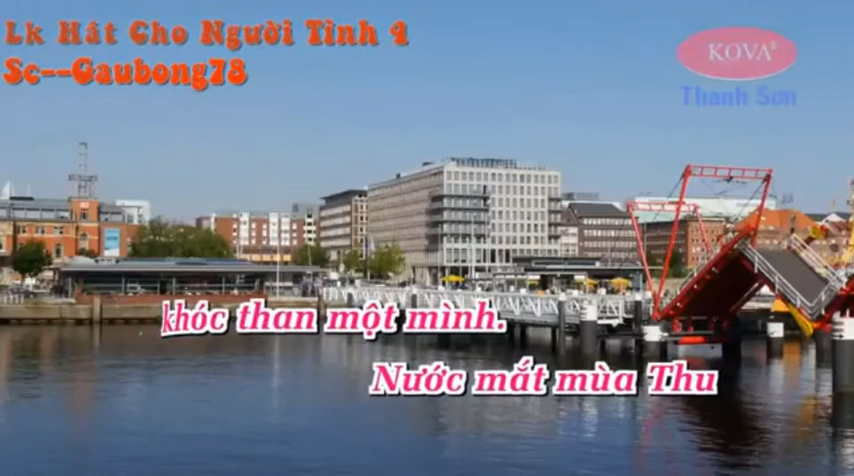 Lk Hát Cho Người Tình 4
Sc--Gaubong78
KOVA
Thanh Sơn
khóc than một mình.
Nước mắt mùa Thu